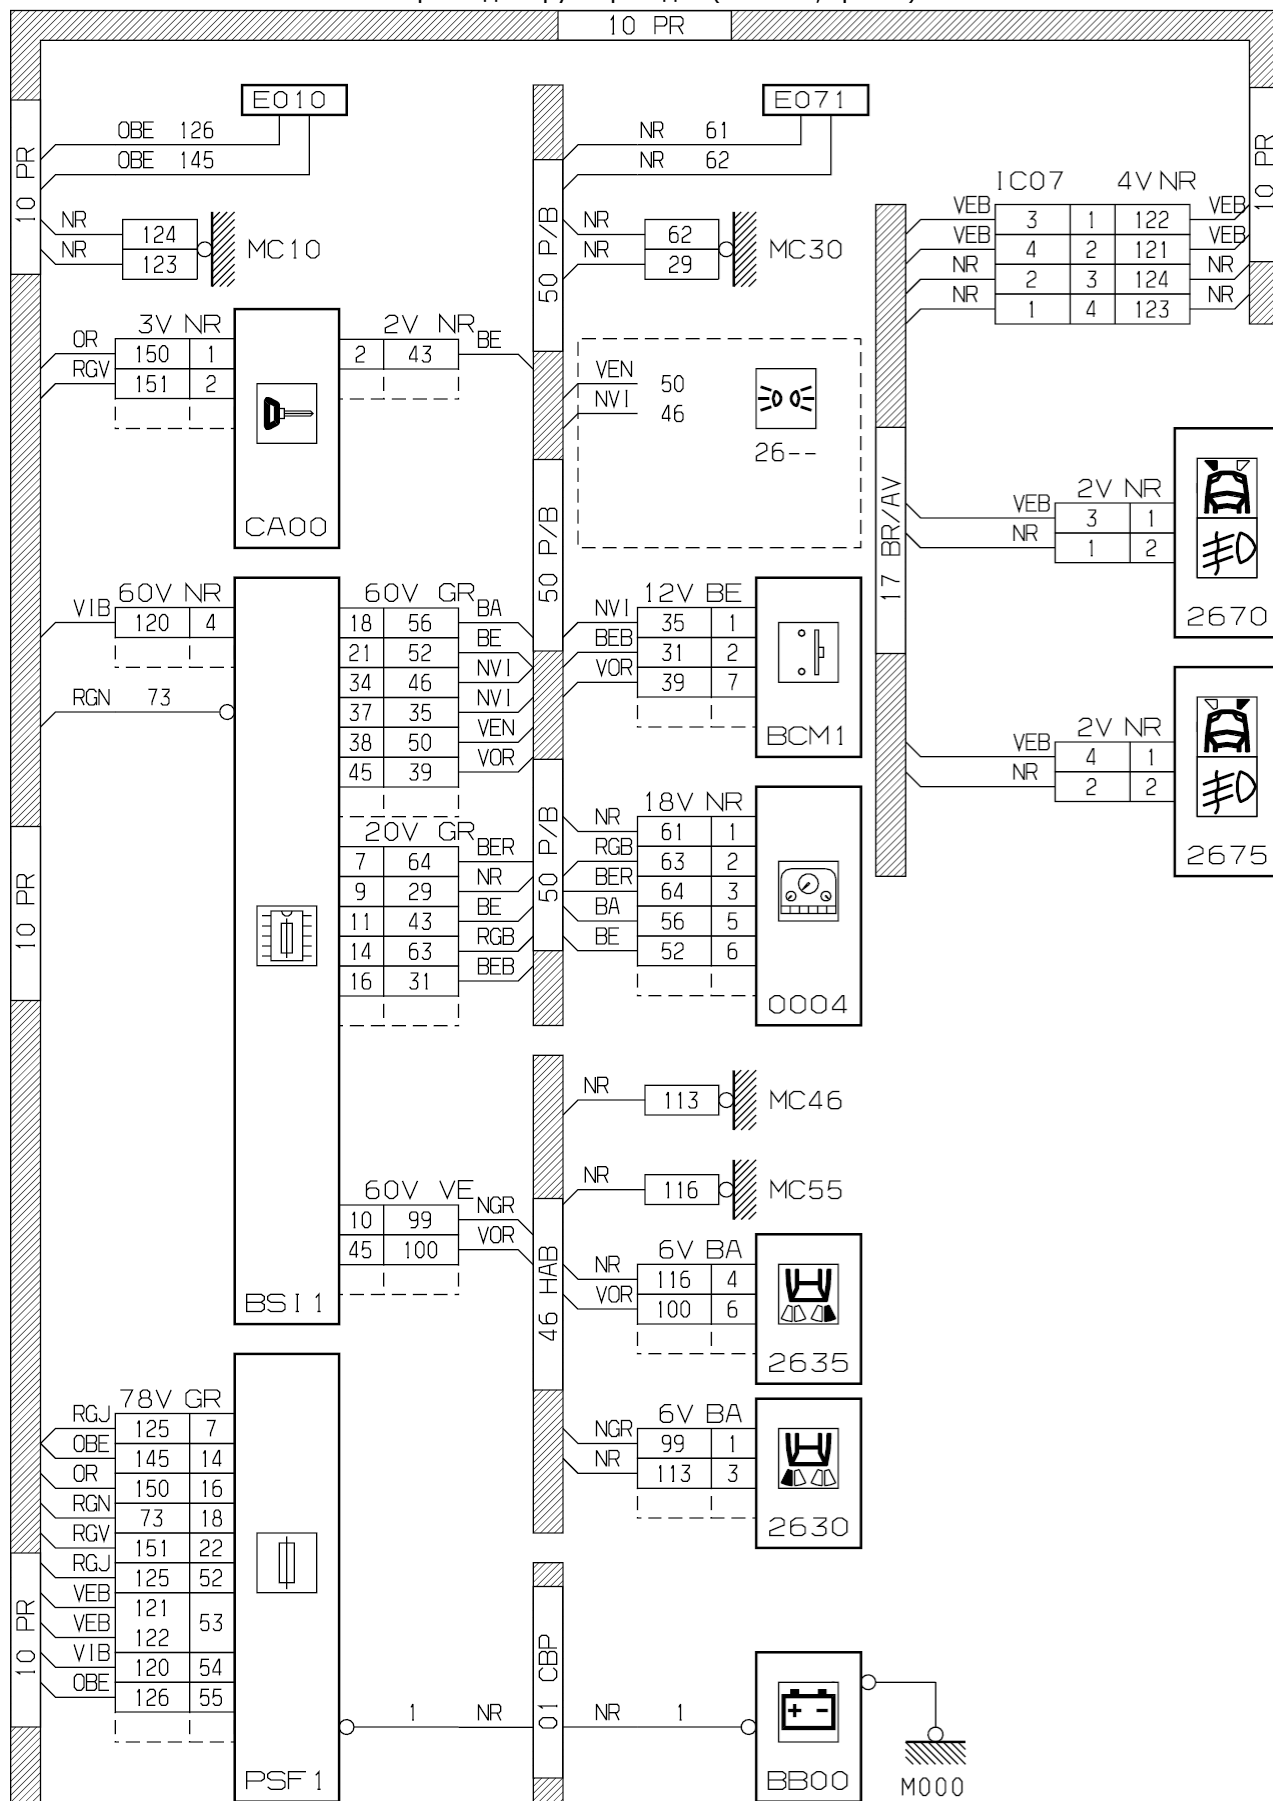 10 PR
E010
E071
OBE 126
NR 61
OBE 145
NR 62
10 PR
10 PR
IC07 4V NR
VEB 3 1 122 VEB
VEB 4 2 121 VEB
NR 2 3 124 NR
NR 1 4 123 NR
NR 124
NR 123
MC10
50 P/B
NR 62
NR 29
MC30
3V NR
OR 150 1
RGV 151 2
2V NR
2 43 BE
CA00
VEN 50
NVI 46
26--
17 BR/AV
2V NR
VEB 3 1
NR 1 2
2670
50 P/B
60V NR
VIB 120 4
RGN 73
60V GR
18 56 BA
21 52 BE
34 46 NVI
37 35 NVI
38 50 VEN
45 39 VOR
12V BE
NVI 35 1
BEB 31 2
VOR 39 7
BCM1
2V NR
VEB 4 1
NR 2 2
2675
10 PR
20V GR
7 64 BER
9 29 NR
11 43 BE
14 63 RGB
16 31 BEB
50 P/B
18V NR
NR 61 1
RGB 63 2
BER 64 3
BA 56 5
BE 52 6
0004
NR 113
MC46
NR 116
MC55
60V VE
10 99 NGR
45 100 VOR
BSI1
46 HAB
6V BA
NR 116 4
VOR 100 6
2635
6V BA
NGR 99 1
NR 113 3
2630
78V GR
RGJ 125 7
OBE 145 14
OR 150 16
RGN 73 18
RGV 151 22
RGJ 125 52
VEB 121 53
VEB 122
VIB 120 54
OBE 126 55
10 PR
PSF1
1 NR
01 CBP
NR 1
BB00
M000